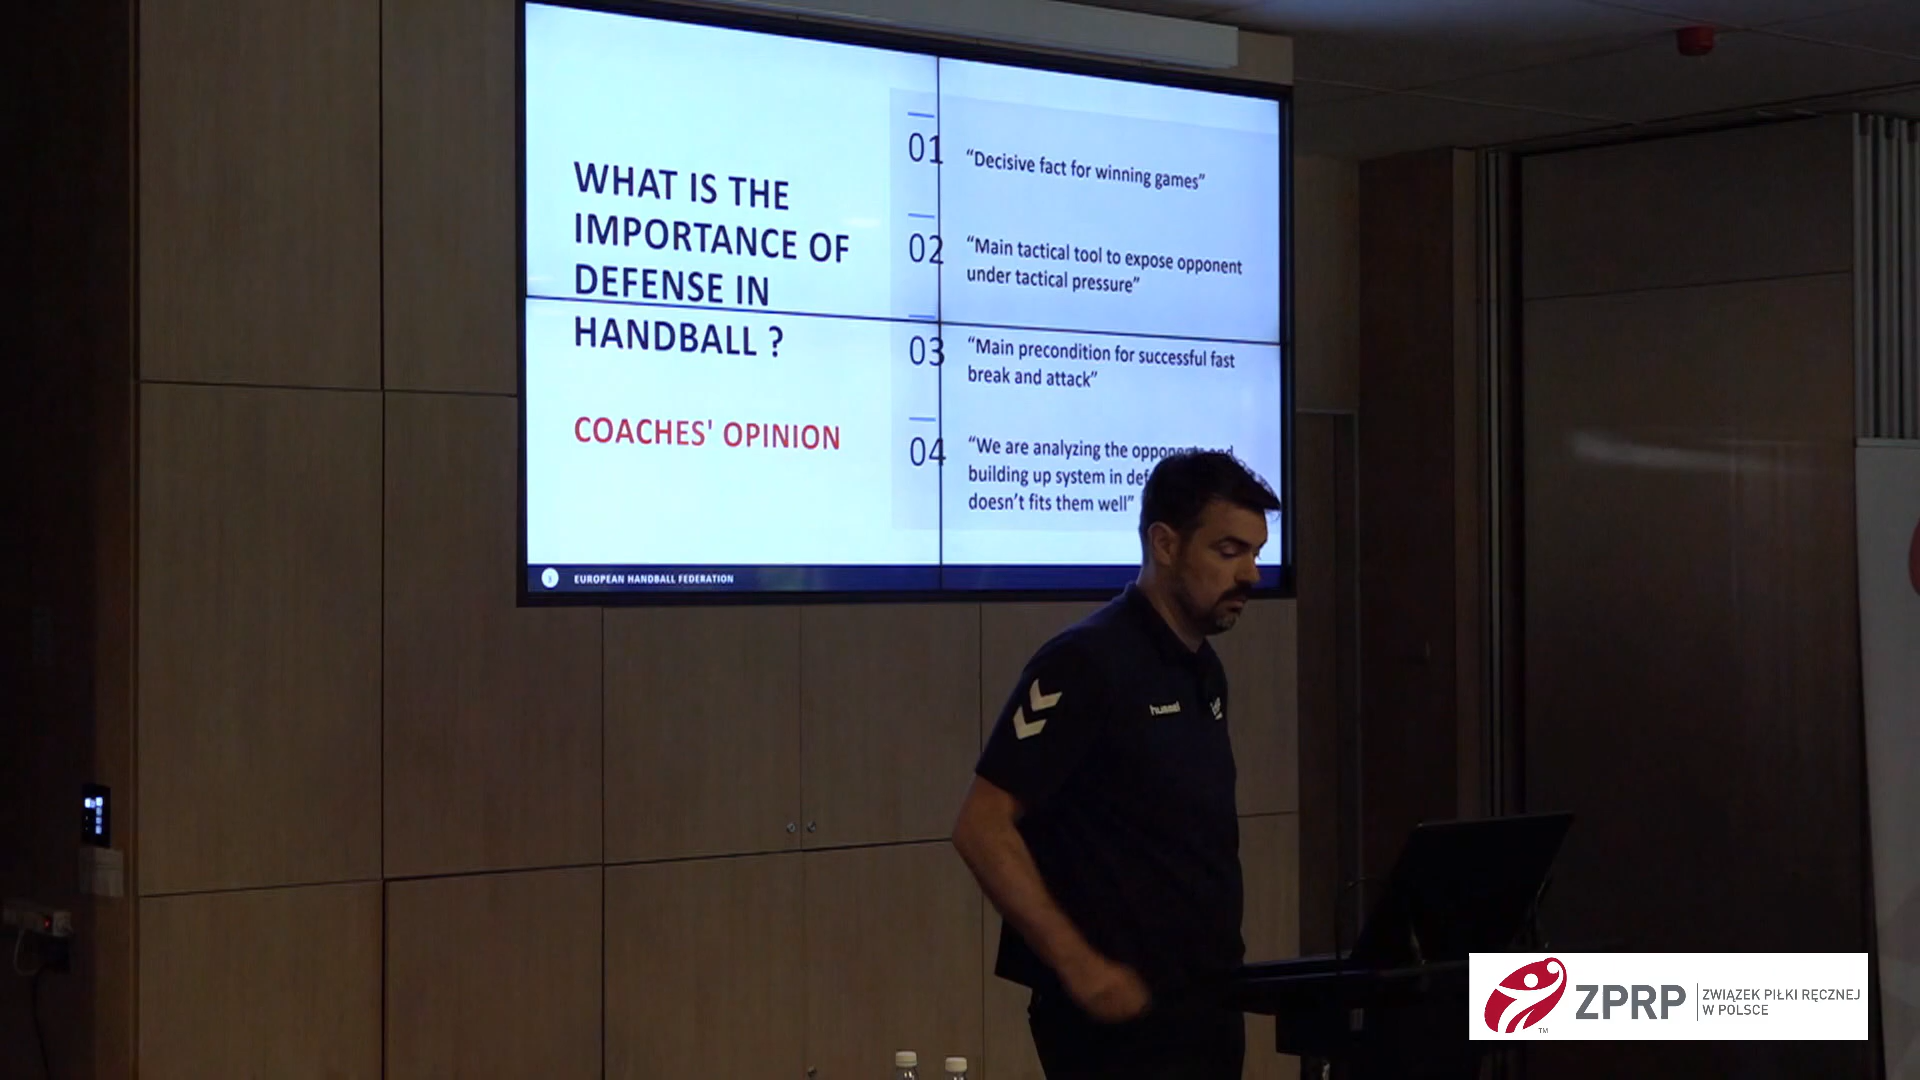 WHAT IS THE
IMPORTANCE OF
DEFENSE IN
HANDBALL ?
COACHES' OPINION
01
“Decisive fact for winning games”
02
“Main tactical tool to expose opponent
under tactical pressure”
03
“Main precondition for successful fast
break and attack”
04
“We are analyzing the
building up system in
doesn’t fits them well”
EUROPEAN HANDBALL FEDERATION
hummel
ZPRP
ZWIĄZEK PIŁKI RĘCZNEJ
W POLSCE
TM